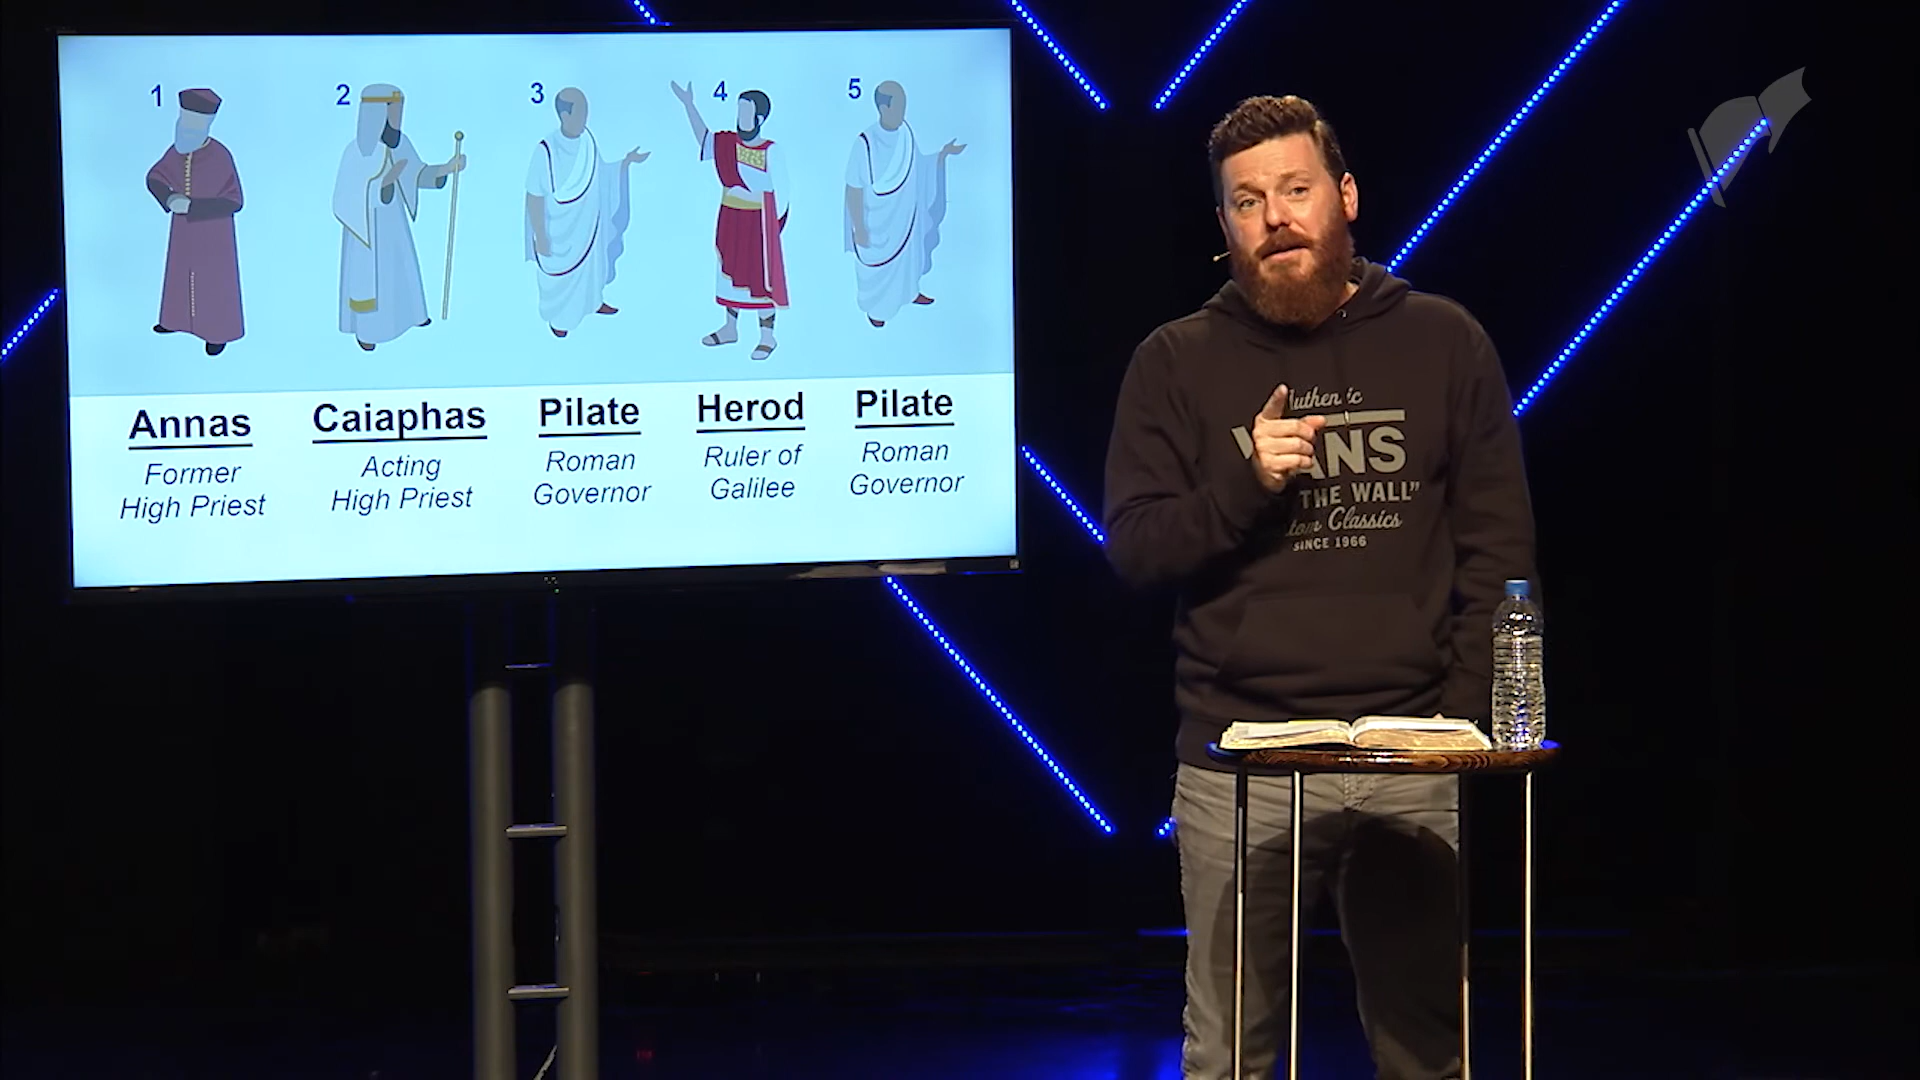 1 2 3 4 5
Annas
Former
High Priest
Caiaphas
Acting
High Priest
Pilate
Roman
Governor
Herod
Ruler of
Galilee
Pilate
Roman
Governor
VANS
THE WALL"
Classics
SINCE 1966